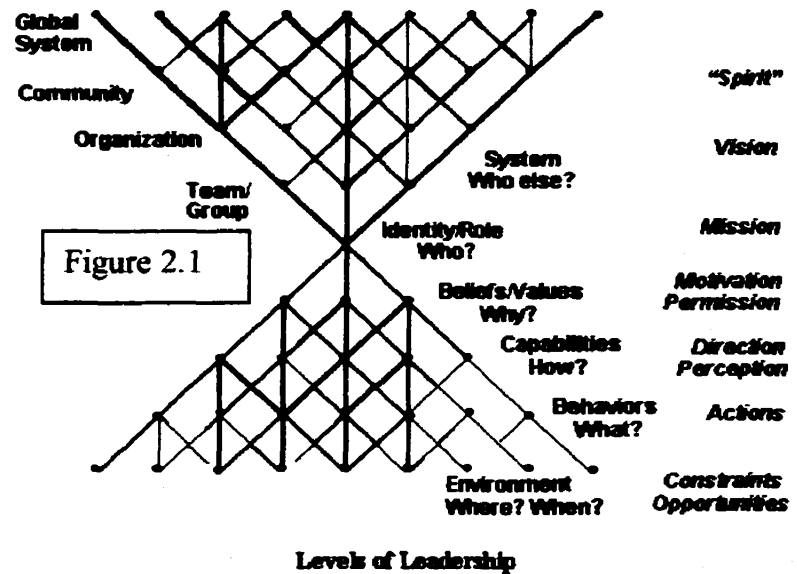 Global
System
Community
Organization
Team/
Group
Figure 2.1
System
Who else?
Identity/Role
Who?
Beliefs/Values
Why?
Capabilities
How?
Behaviors
What?
Environment
Where? When?
"Spirit"
Vision
Mission
Motivation
Permission
Direction
Perception
Actions
Constraints
Opportunities
Levels of Leadership